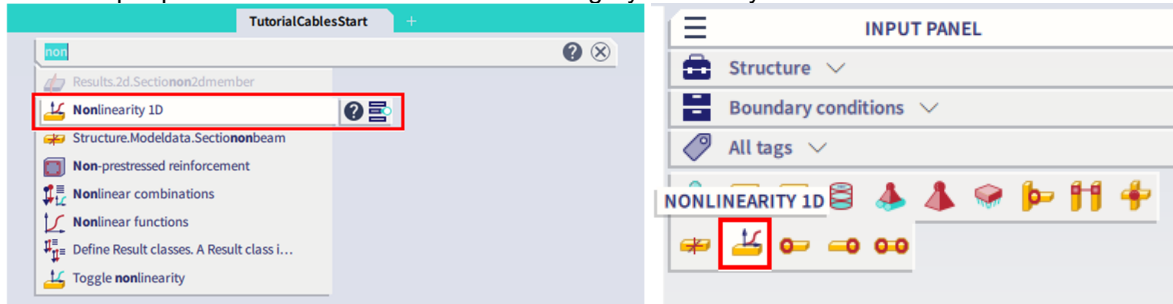 TutorialCablesStart
+
non
Results.2d.Sectionon2dmember
Nonlinearity 1D
Structure.Modeldata.Sectiononbeam
Non-prestressed reinforcement
Nonlinear combinations
Nonlinear functions
Define Result classes. A Result class i...
Toggle nonlinearity
INPUT PANEL
Structure
Boundary conditions
All tags
NONLINEARITY 1D